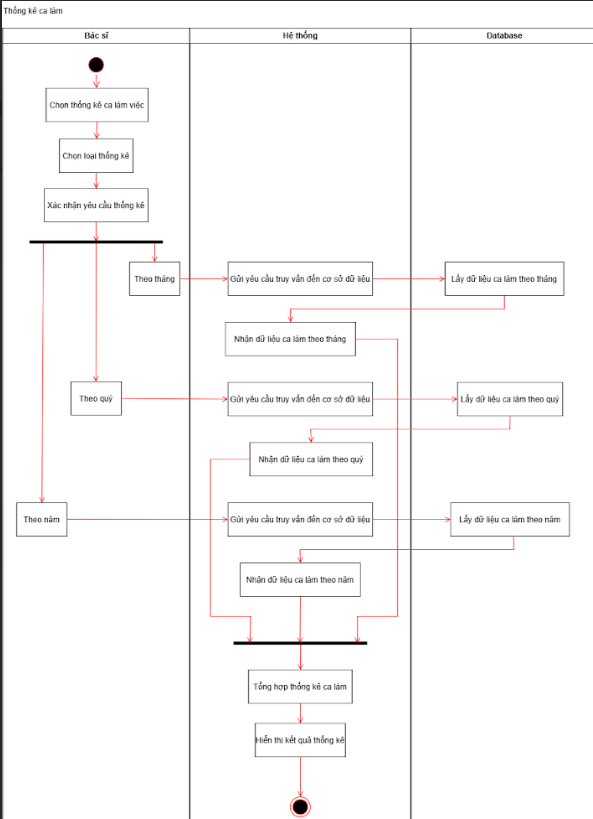 Thống kê ca làm
Bác sĩ
Hệ thống
Database
Chọn thống kê ca làm việc
Chọn loại thống kê
Xác nhận yêu cầu thống kê
Theo tháng
Gửi yêu cầu truy vấn đến cơ sở dữ liệu
Lấy dữ liệu ca làm theo tháng
Nhận dữ liệu ca làm theo tháng
Theo quý
Gửi yêu cầu truy vấn đến cơ sở dữ liệu
Lấy dữ liệu ca làm theo quý
Nhận dữ liệu ca làm theo quý
Theo năm
Gửi yêu cầu truy vấn đến cơ sở dữ liệu
Lấy dữ liệu ca làm theo năm
Nhận dữ liệu ca làm theo năm
Tổng hợp thống kê ca làm
Hiển thị kết quả thống kê